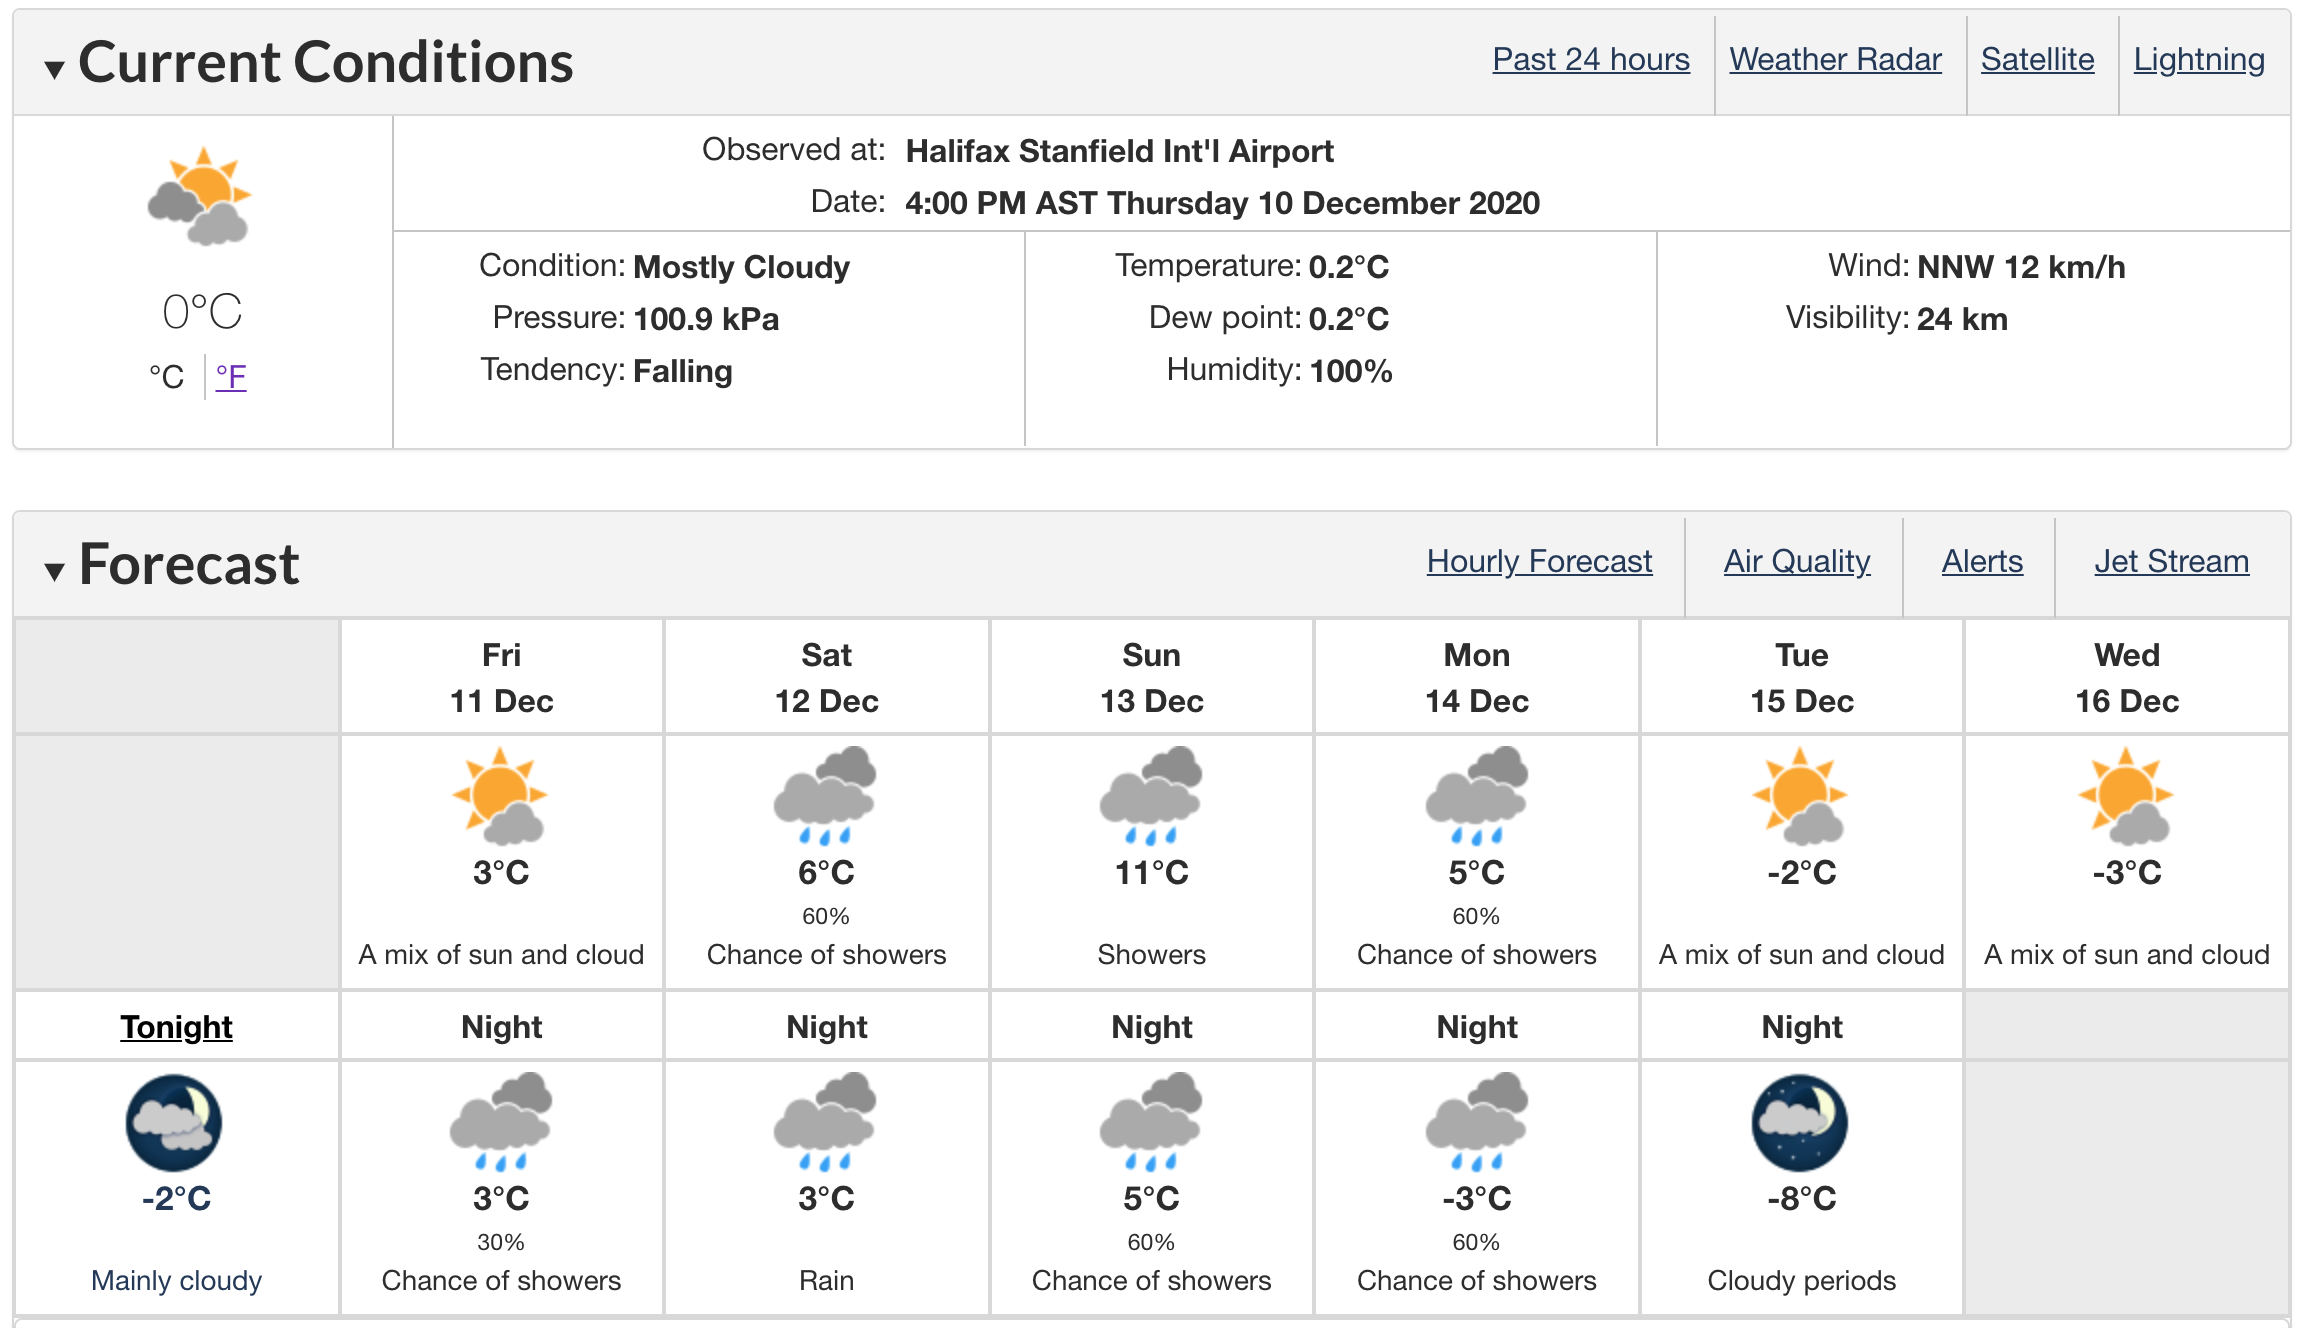 ▼ Current Conditions
Past 24 hours Weather Radar Satellite Lightning
Observed at: Halifax Stanfield Int'l Airport
Date: 4:00 PM AST Thursday 10 December 2020
0°C
°C °F
Condition: Mostly Cloudy
Pressure: 100.9 kPa
Tendency: Falling
Temperature: 0.2°C
Dew point: 0.2°C
Humidity: 100%
Wind: NNW 12 km/h
Visibility: 24 km
▼ Forecast
Hourly Forecast Air Quality Alerts Jet Stream
Fri Sat Sun Mon Tue Wed
11 Dec 12 Dec 13 Dec 14 Dec 15 Dec 16 Dec
3°C 6°C 11°C 5°C -2°C -3°C
60% 60%
A mix of sun and cloud Chance of showers Showers Chance of showers A mix of sun and cloud A mix of sun and cloud
Tonight Night Night Night Night Night
-2°C 3°C 3°C 5°C -3°C -8°C
30% 60% 60%
Mainly cloudy Chance of showers Rain Chance of showers Chance of showers Cloudy periods